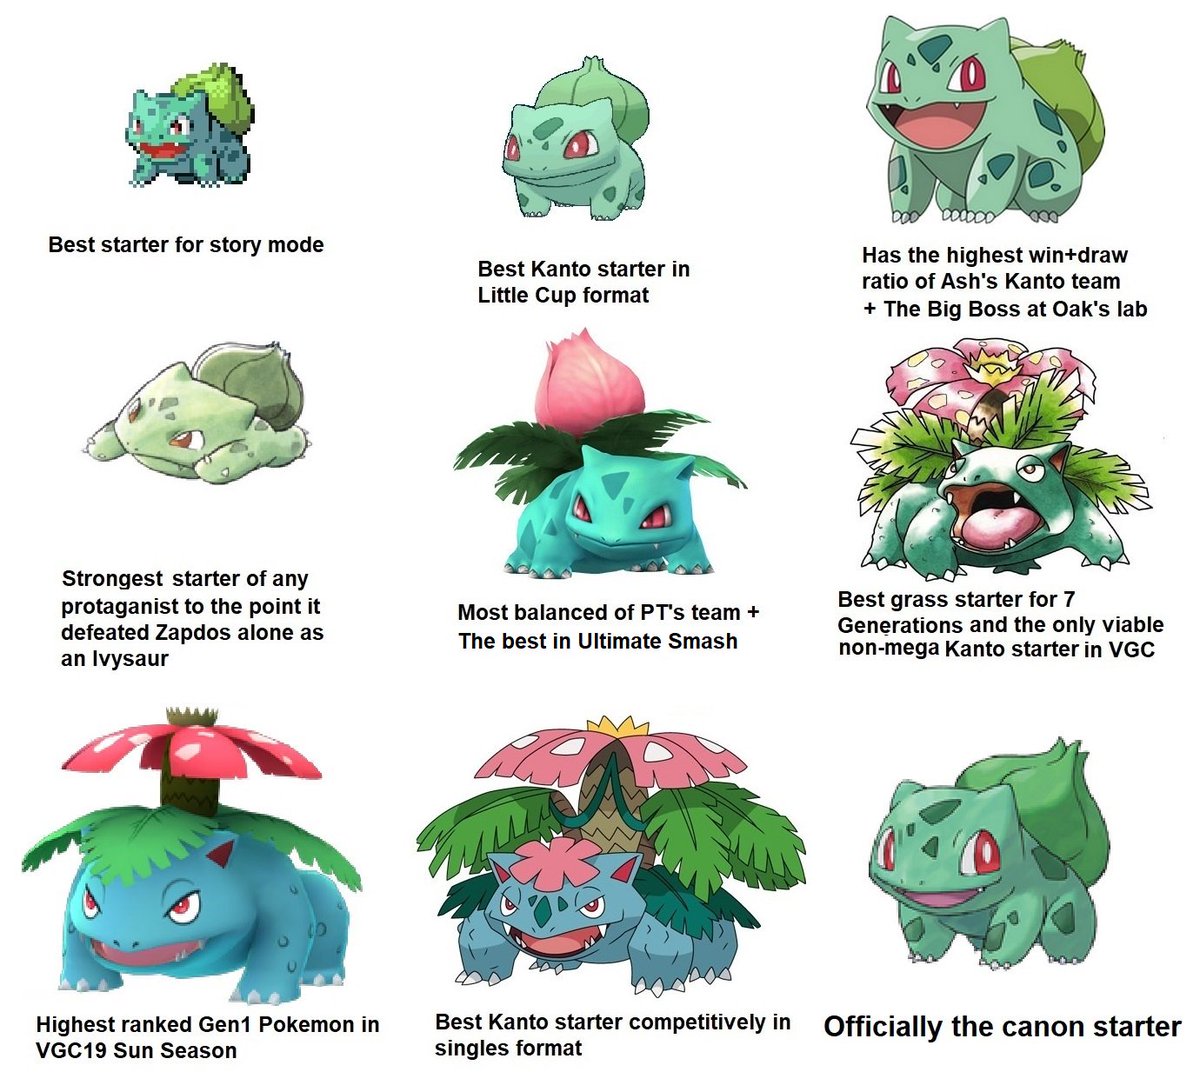 Best starter for story mode
Best Kanto starter in
Little Cup format
Has the highest win+draw
ratio of Ash's Kanto team
+ The Big Boss at Oak's lab
Strongest starter of any
protaganist to the point it
defeated Zapdos alone as
an Ivysaur
Most balanced of PT's team +
The best in Ultimate Smash
Best grass starter for 7
Generations and the only viable
non-mega Kanto starter in VGC
Highest ranked Gen1 Pokemon in
VGC19 Sun Season
Best Kanto starter competitively in
singles format
Officially the canon starter